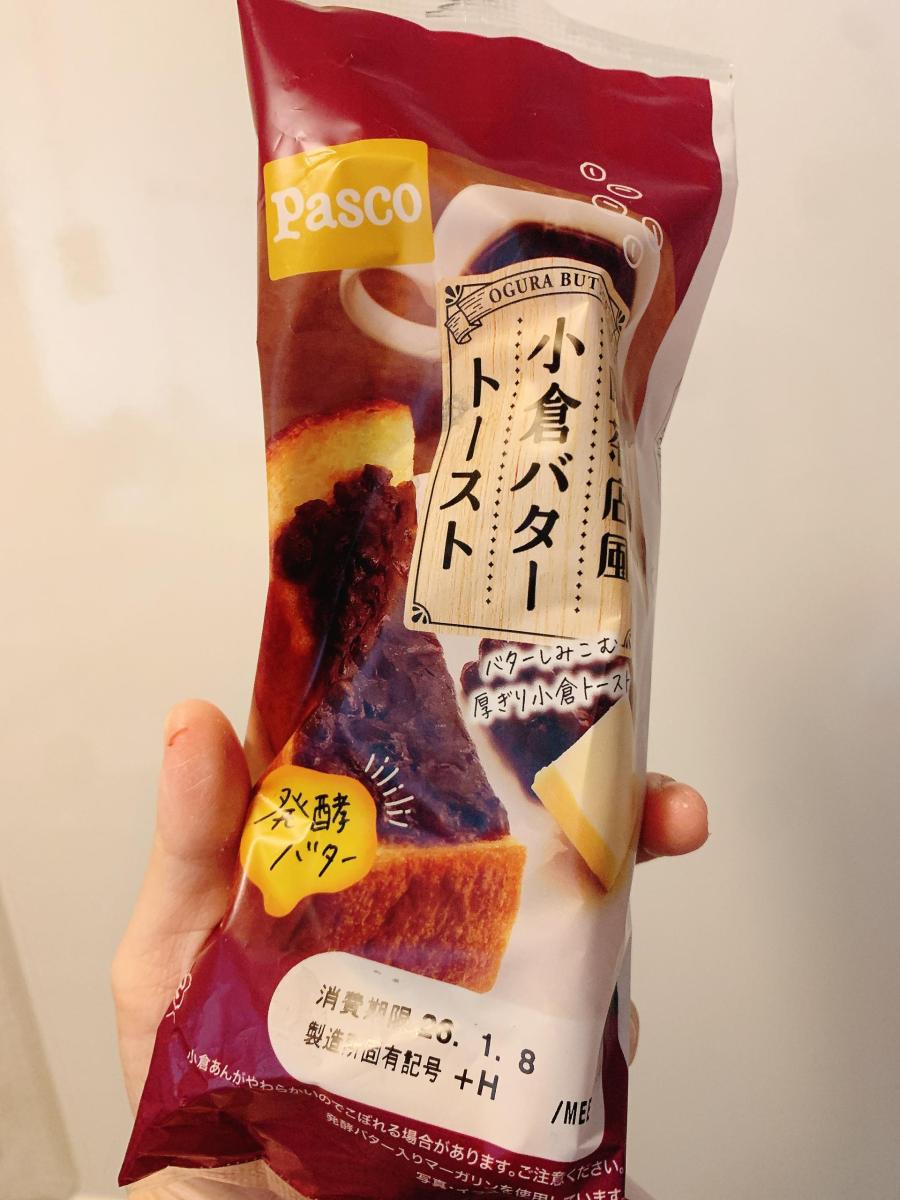 Pasco
OGURA BUT
茶店風
小倉バター
トースト
バターしみこむ
厚ぎり小倉トースト
発酵
バター
消費期限 26. 1. 8
製造所固有記号 +H
/MEE
小倉あんがやわらかいのでこぼれる場合があります。ご注意ください。
発酵バター入りマーガリンを使用しています。
写真・イ